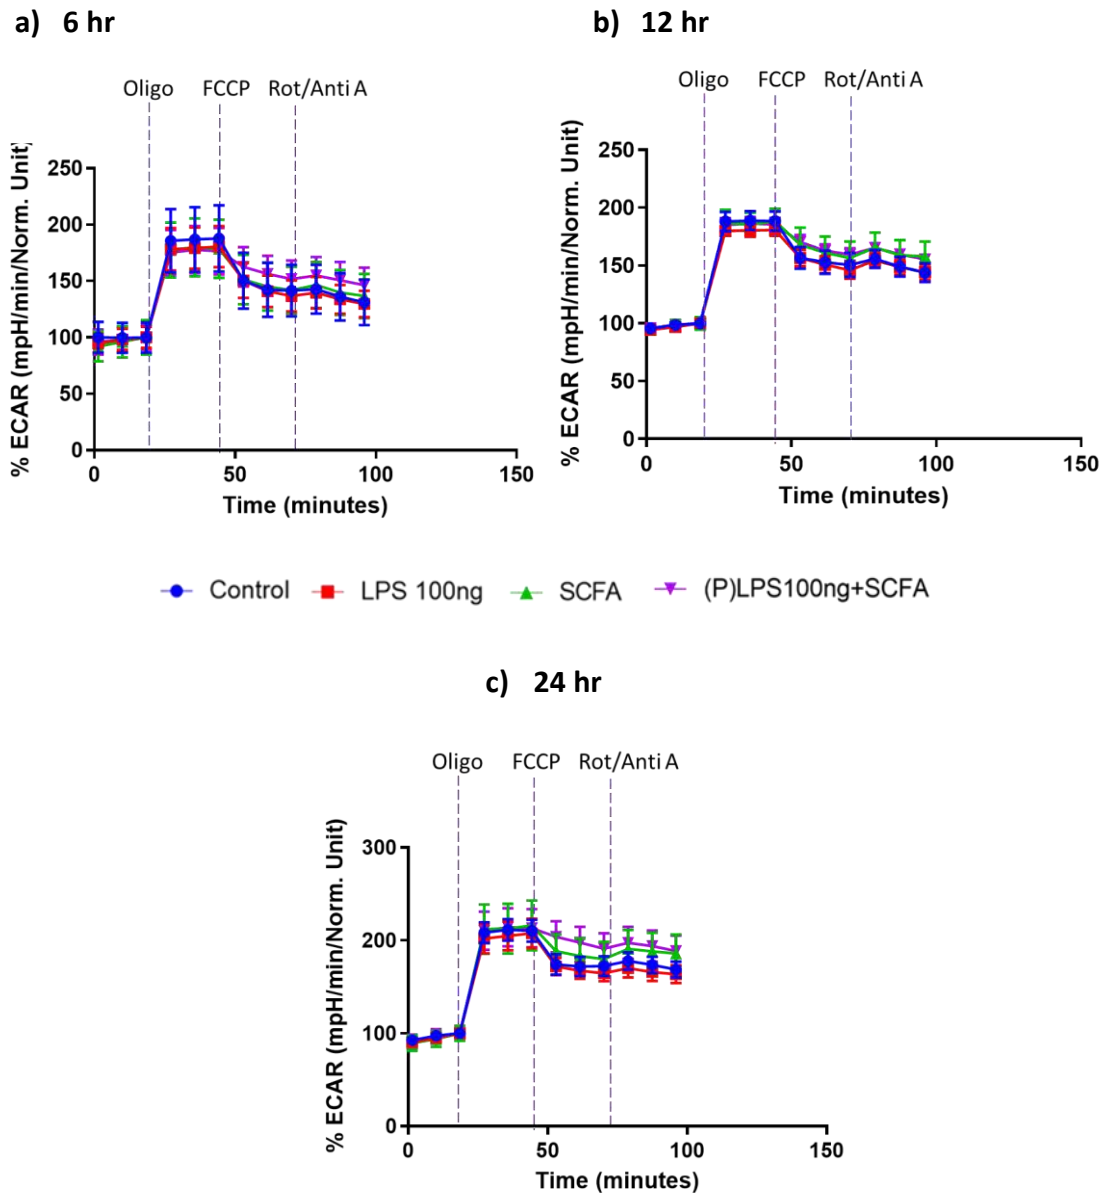 a) 6 hr
Oligo FCCP Rot/Anti A
% ECAR (mpH/min/Norm. Unit)
250
200
150
100
50
0
0 50 100 150
Time (minutes)
b) 12 hr
Oligo FCCP Rot/Anti A
% ECAR (mpH/min/Norm. Unit)
250
200
150
100
50
0
0 50 100 150
Time (minutes)
Control LPS 100ng SCFA (P)LPS100ng+SCFA
c) 24 hr
Oligo FCCP Rot/Anti A
% ECAR (mpH/min/Norm. Unit)
300
200
100
0
0 50 100 150
Time (minutes)